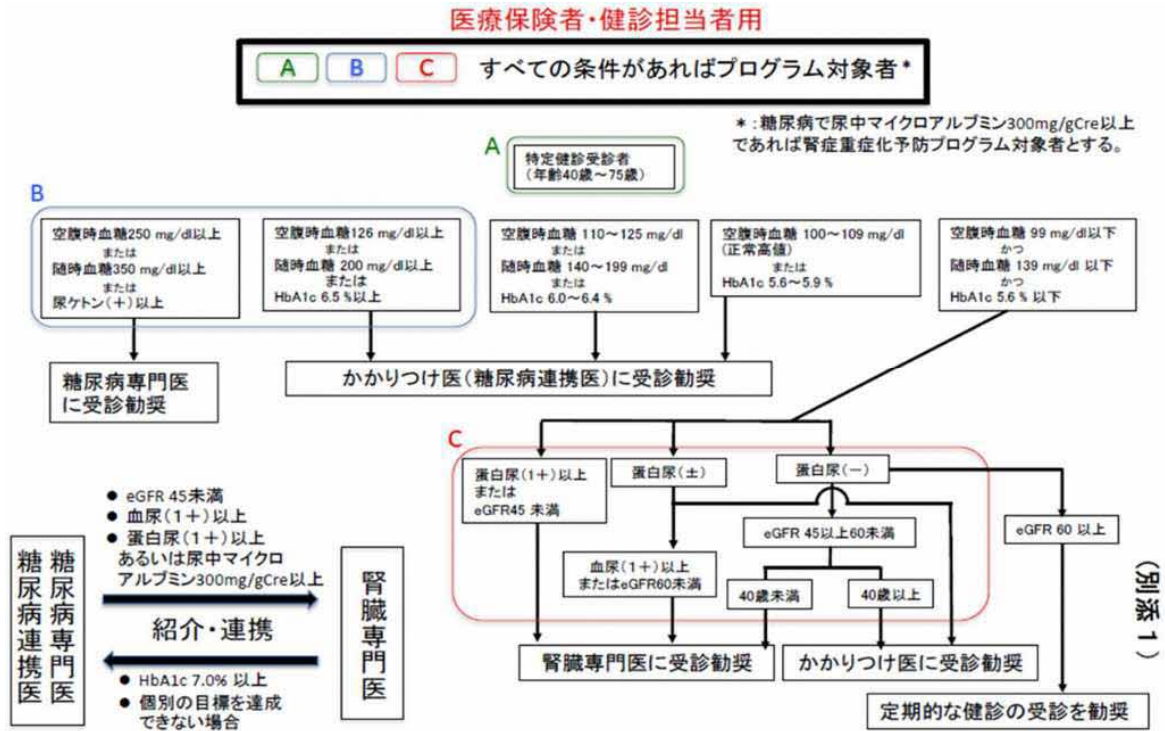 医療保険者・健診担当者用
A B C すべての条件があればプログラム対象者*
*：糖尿病で尿中マイクロアルブミン300mg/gCre以上
であれば腎症重症化予防プログラム対象者とする。
A
特定健診受診者
(年齢40歳～75歳)
B
空腹時血糖250 mg/dl以上
または
随時血糖350 mg/dl以上
または
尿ケトン(＋)以上
空腹時血糖126 mg/dl以上
または
随時血糖 200 mg/dl以上
または
HbA1c 6.5 %以上
空腹時血糖 110～125 mg/dl
または
随時血糖 140～199 mg/dl
または
HbA1c 6.0～6.4 %
空腹時血糖 100～109 mg/dl
(正常高値)
または
HbA1c 5.6～5.9 %
空腹時血糖 99 mg/dl以下
かつ
随時血糖 139 mg/dl 以下
かつ
HbA1c 5.6 % 以下
糖尿病専門医
に受診勧奨
かかりつけ医(糖尿病連携医)に受診勧奨
C
蛋白尿(1＋)以上
または
eGFR45 未満
蛋白尿(±)
蛋白尿(－)
eGFR 45以上60未満
eGFR 60 以上
血尿(1＋)以上
またはeGFR60未満
40歳未満
40歳以上
腎臓専門医に受診勧奨
かかりつけ医に受診勧奨
定期的な健診の受診を勧奨
● eGFR 45未満
● 血尿(1＋)以上
● 蛋白尿(1＋)以上
あるいは尿中マイクロ
アルブミン300mg/gCre以上
糖尿病専門医
糖尿病連携医
紹介・連携
腎臓専門医
● HbA1c 7.0% 以上
● 個別の目標を達成
できない場合
(別添1)